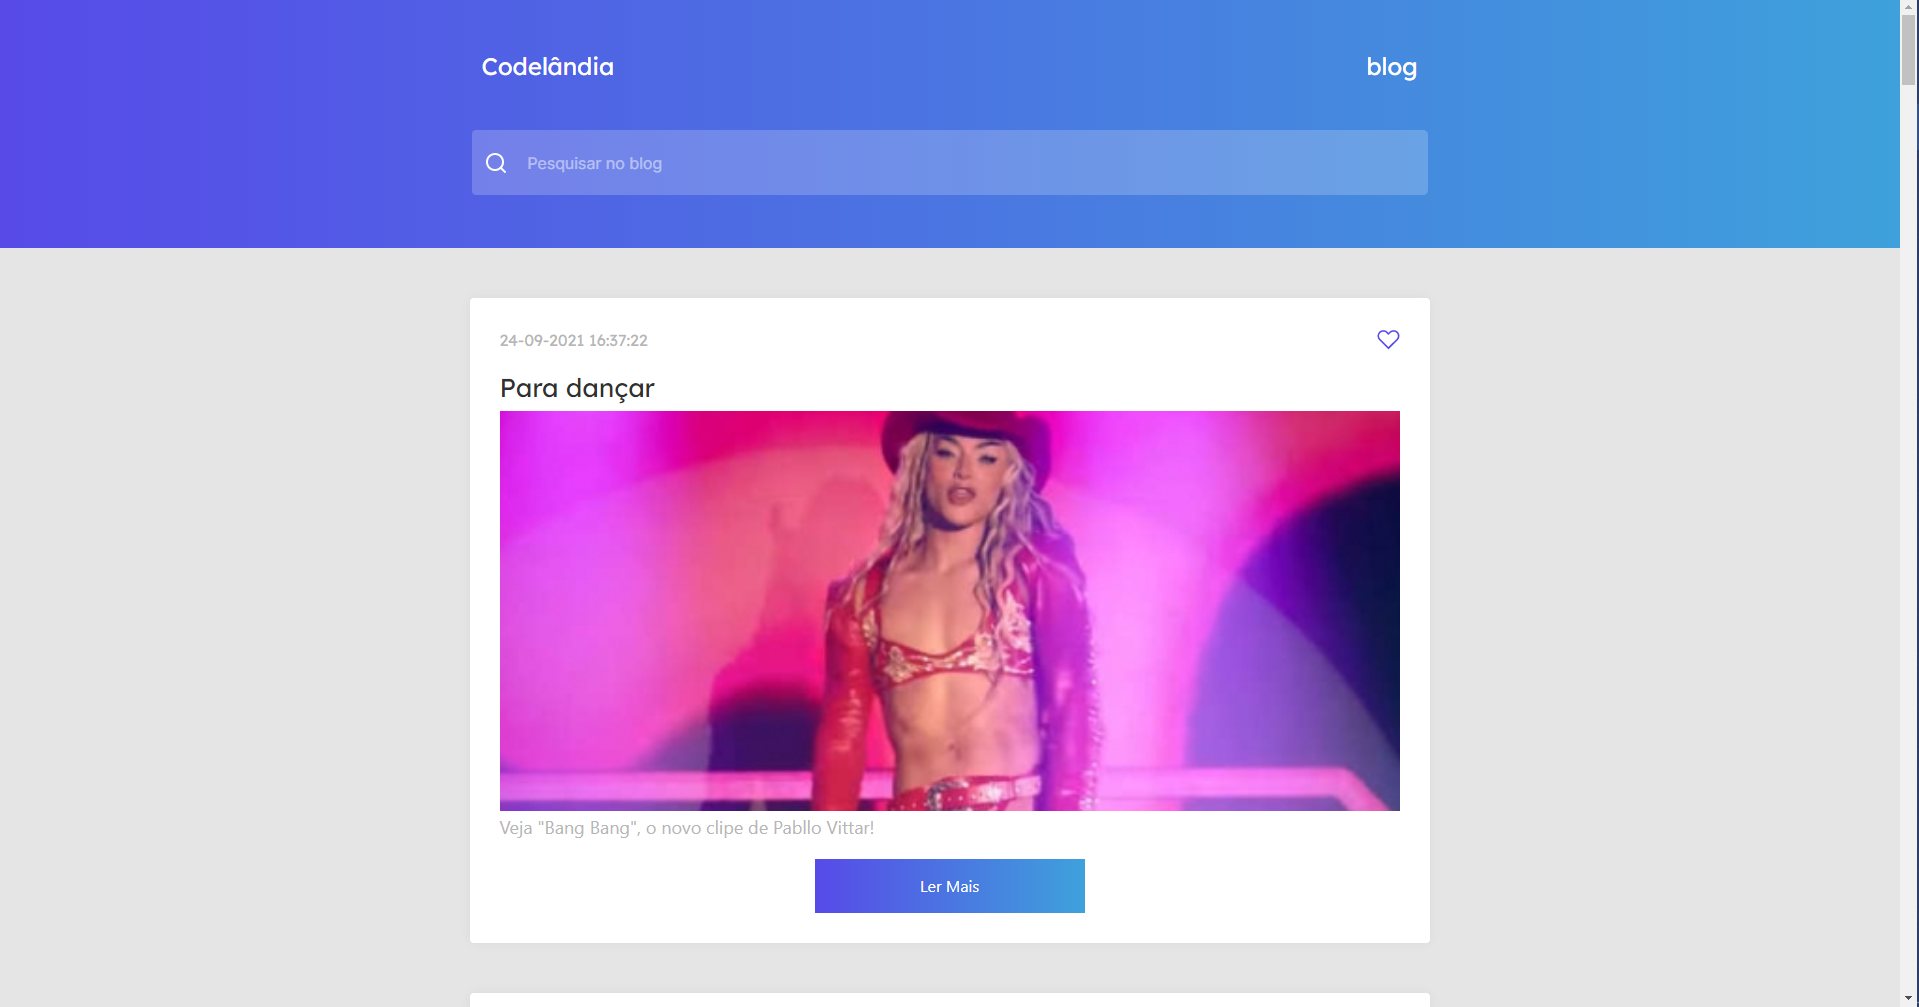 Codelândia
blog
Pesquisar no blog
24-09-2021 16:37:22
Para dançar
Veja "Bang Bang", o novo clipe de Pabllo Vittar!
Ler Mais